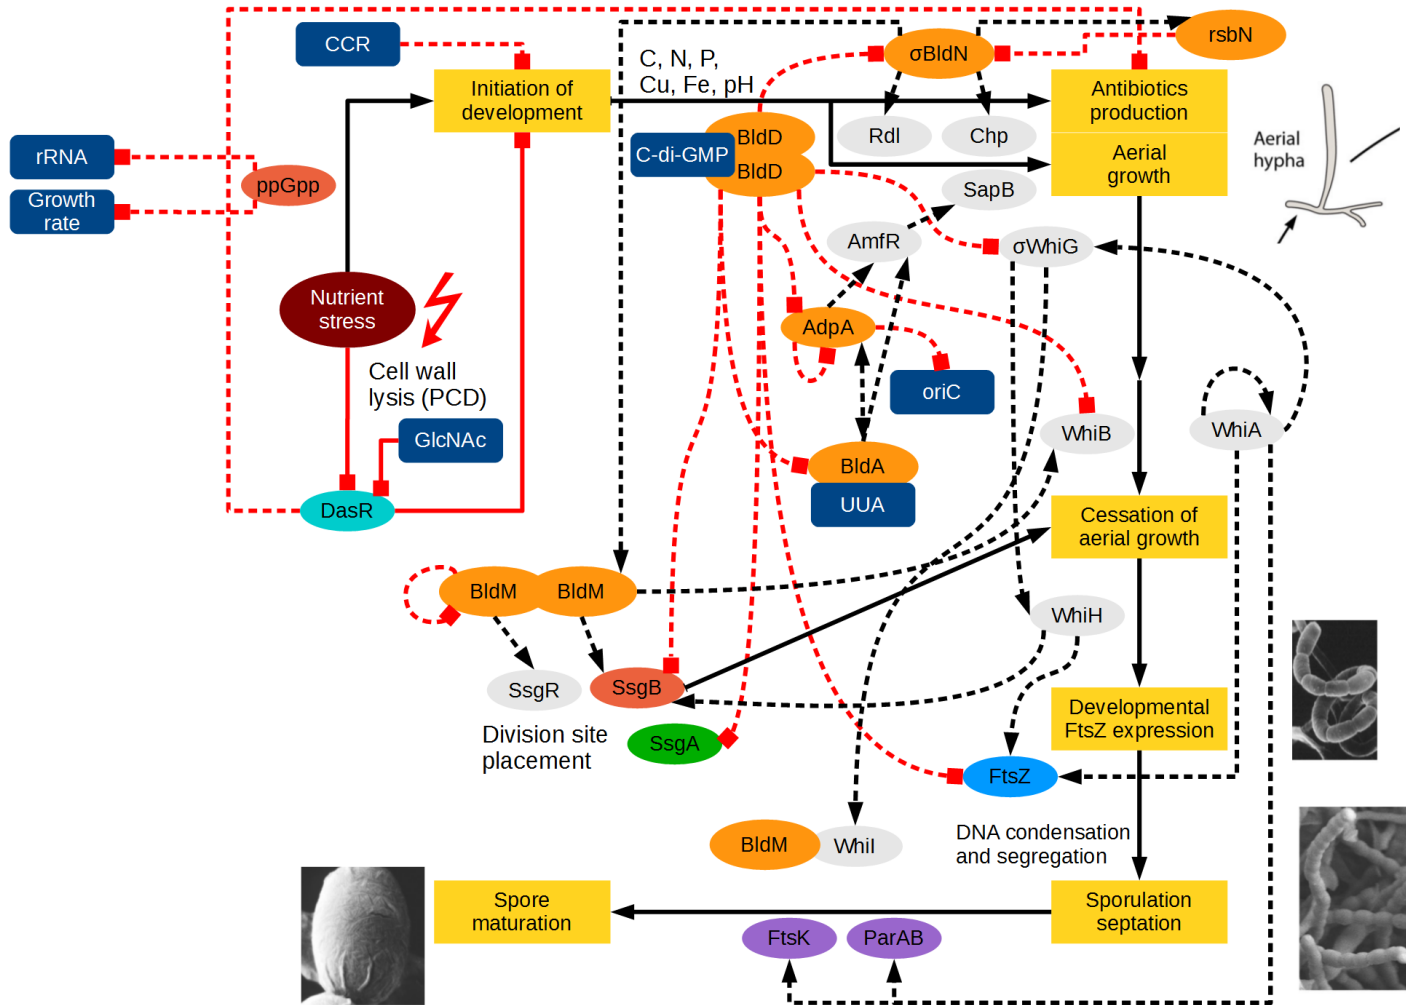 CCR
C, N, P,
Cu, Fe, pH
σBldN
rsbN
Initiation of
development
Antibiotics
production
Rdl
Chp
BldD
C-di-GMP
BldD
rRNA
ppGpp
Growth
rate
Aerial
growth
Aerial
hypha
SapB
AmfR
σWhiG
Nutrient
stress
AdpA
Cell wall
lysis (PCD)
oriC
GlcNAc
WhiB
WhiA
BldA
UUA
DasR
Cessation of
aerial growth
BldM
BldM
WhiH
SsgR
SsgB
Developmental
FtsZ expression
Division site
placement
SsgA
FtsZ
BldM
WhiI
DNA condensation
and segregation
Spore
maturation
Sporulation
septation
FtsK
ParAB